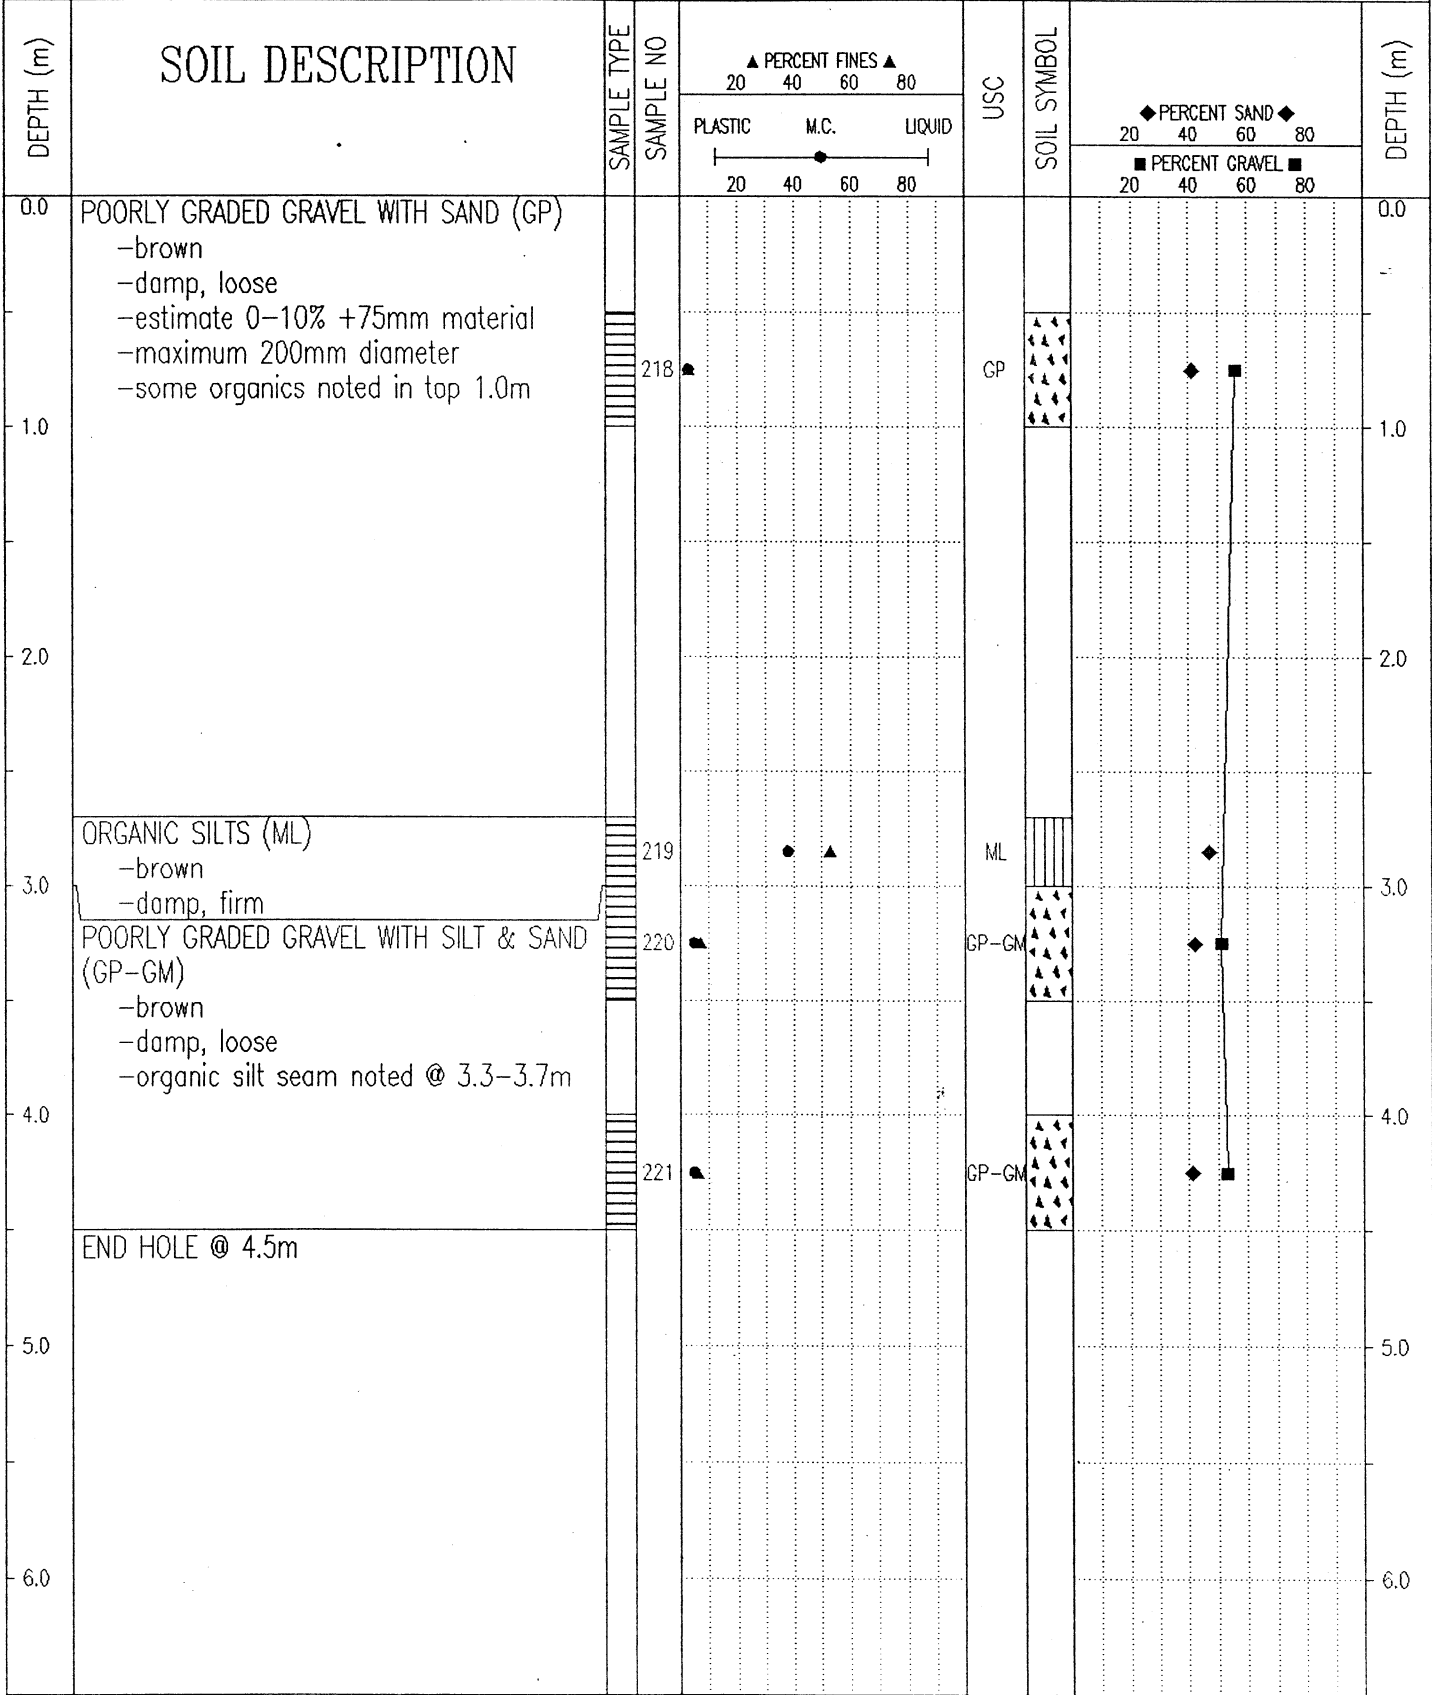 DEPTH (m)
SOIL DESCRIPTION
SAMPLE TYPE
SAMPLE NO
▲ PERCENT FINES ▲
20 40 60 80
PLASTIC M.C. LIQUID
20 40 60 80
USC
SOIL SYMBOL
◆PERCENT SAND◆
20 40 60 80
■ PERCENT GRAVEL ■
20 40 60 80
DEPTH (m)
0.0 POORLY GRADED GRAVEL WITH SAND (GP) 0.0
-brown
-damp, loose
-estimate 0-10% +75mm material
-maximum 200mm diameter
218 GP
-some organics noted in top 1.0m
1.0 1.0
2.0 2.0
ORGANIC SILTS (ML)
219 ML
-brown
3.0 3.0
-damp, firm
POORLY GRADED GRAVEL WITH SILT & SAND 220 GP-GM
(GP-GM)
-brown
-damp, loose
-organic silt seam noted @ 3.3-3.7m
4.0 4.0
221 GP-GM
END HOLE @ 4.5m
5.0 5.0
6.0 6.0